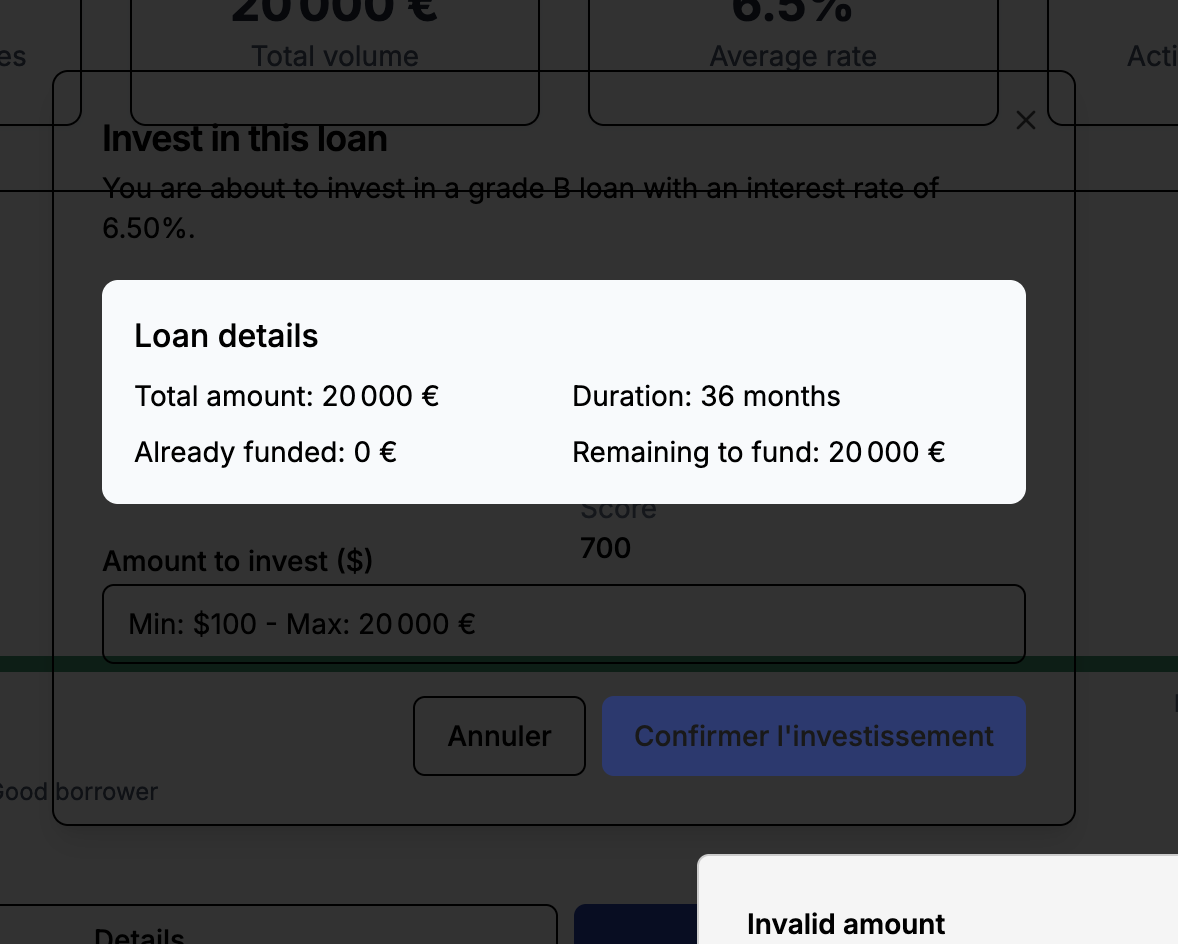 20 000 €
6.5%
Total volume
Average rate
Invest in this loan
You are about to invest in a grade B loan with an interest rate of
6.50%.
Loan details
Total amount: 20 000 €
Duration: 36 months
Already funded: 0 €
Remaining to fund: 20 000 €
Score
700
Amount to invest ($)
Min: $100 - Max: 20 000 €
Annuler
Confirmer l'investissement
Good borrower
Invalid amount
Details